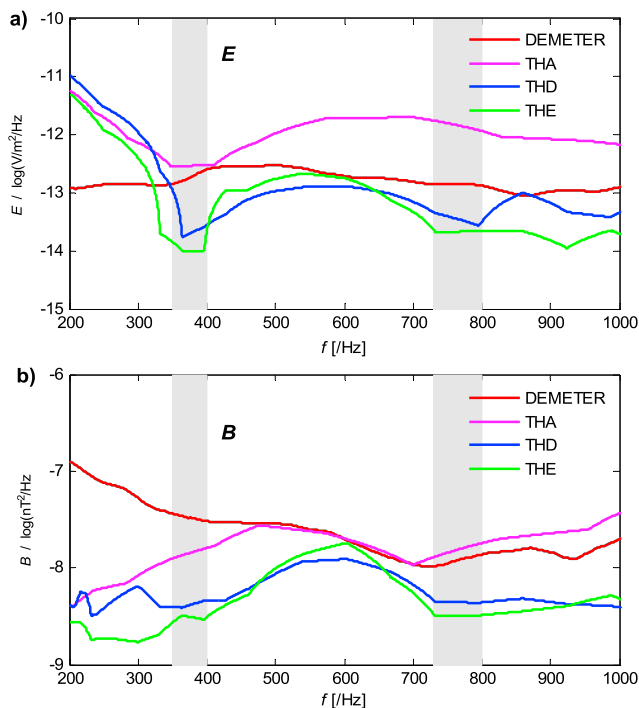 a)
-10
-11
-12
-13
-14
-15
E / log(V/m²/Hz
E
DEMETER
THA
THD
THE
200 300 400 500 600 700 800 900 1000
f [/Hz]
b)
-6
-7
-8
-9
B / log(nT²/Hz
B
DEMETER
THA
THD
THE
200 300 400 500 600 700 800 900 1000
f [/Hz]